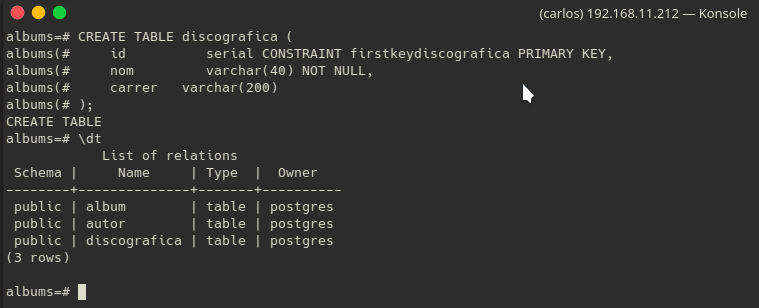 (carlos) 192.168.11.212 — Konsole
albums=# CREATE TABLE discografica (
albums(#     id          serial CONSTRAINT firstkeydiscografica PRIMARY KEY,
albums(#     nom         varchar(40) NOT NULL,
albums(#     carrer   varchar(200)
albums(# );
CREATE TABLE
albums=# \dt
            List of relations
 Schema |     Name     | Type  |  Owner
--------+--------------+-------+----------
 public | album        | table | postgres
 public | autor        | table | postgres
 public | discografica | table | postgres
(3 rows)
albums=#